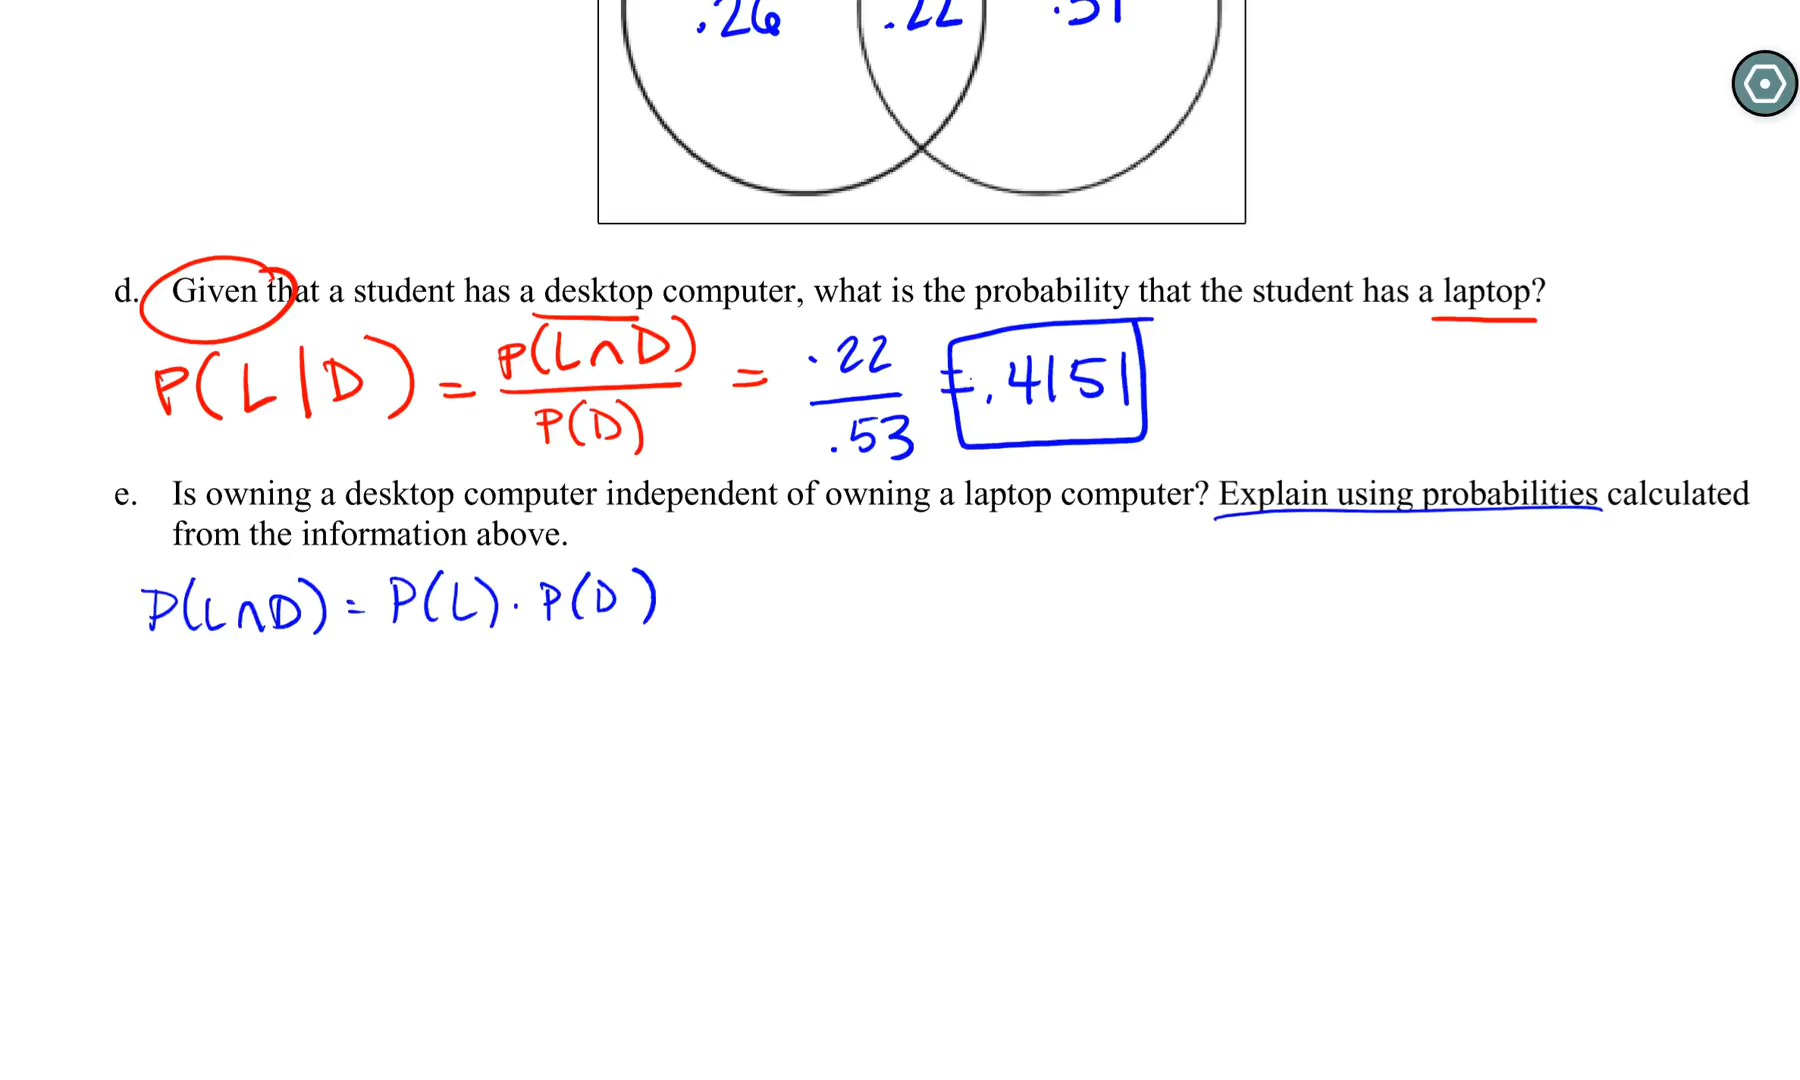 .26 .22 .31
d. Given that a student has a desktop computer, what is the probability that the student has a laptop?
P(L|D) = P(L∩D) / P(D) = .22 / .53 = .4151
e. Is owning a desktop computer independent of owning a laptop computer? Explain using probabilities calculated
from the information above.
P(L∩D) = P(L) · P(D)